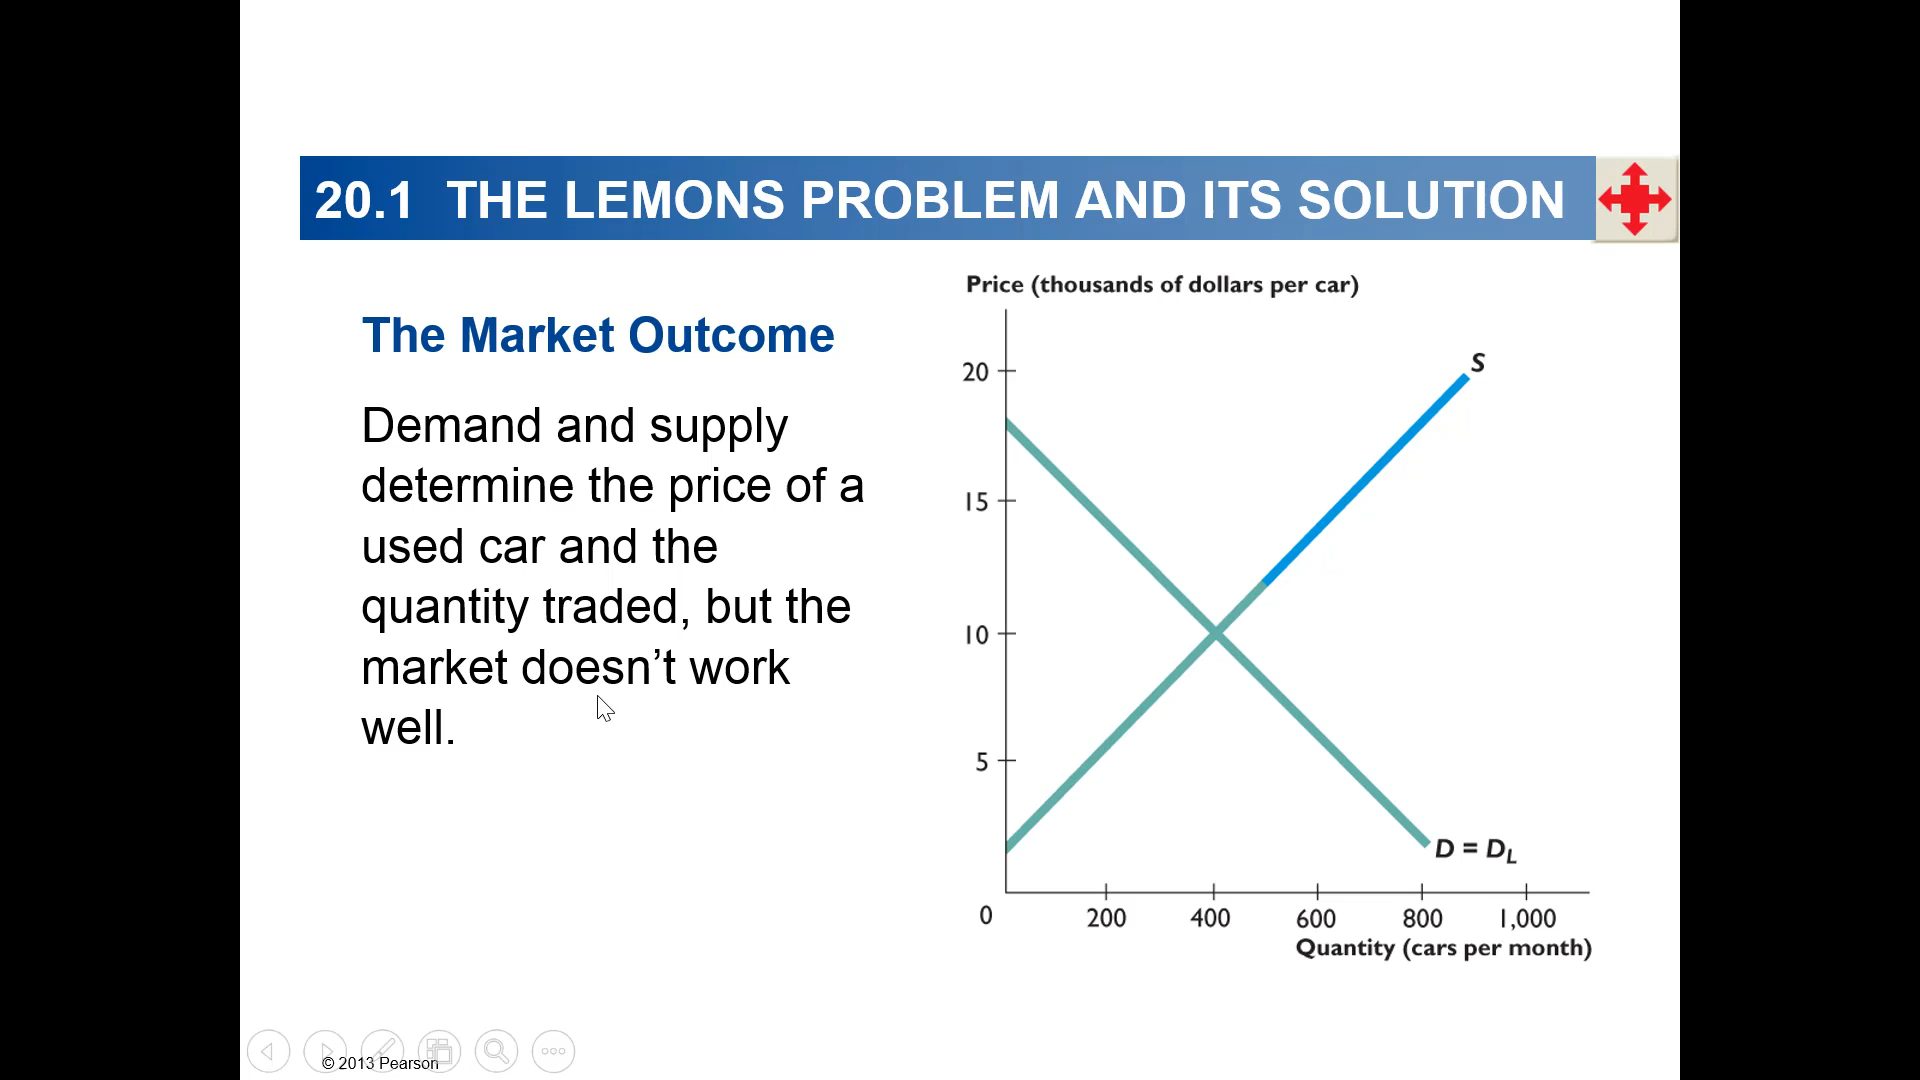 20.1 THE LEMONS PROBLEM AND ITS SOLUTION
The Market Outcome
Demand and supply
determine the price of a
used car and the
quantity traded, but the
market doesn’t work
well.
Price (thousands of dollars per car)
20
15
10
5
0
S
D = DL
200 400 600 800 1,000
Quantity (cars per month)
© 2013 Pearson